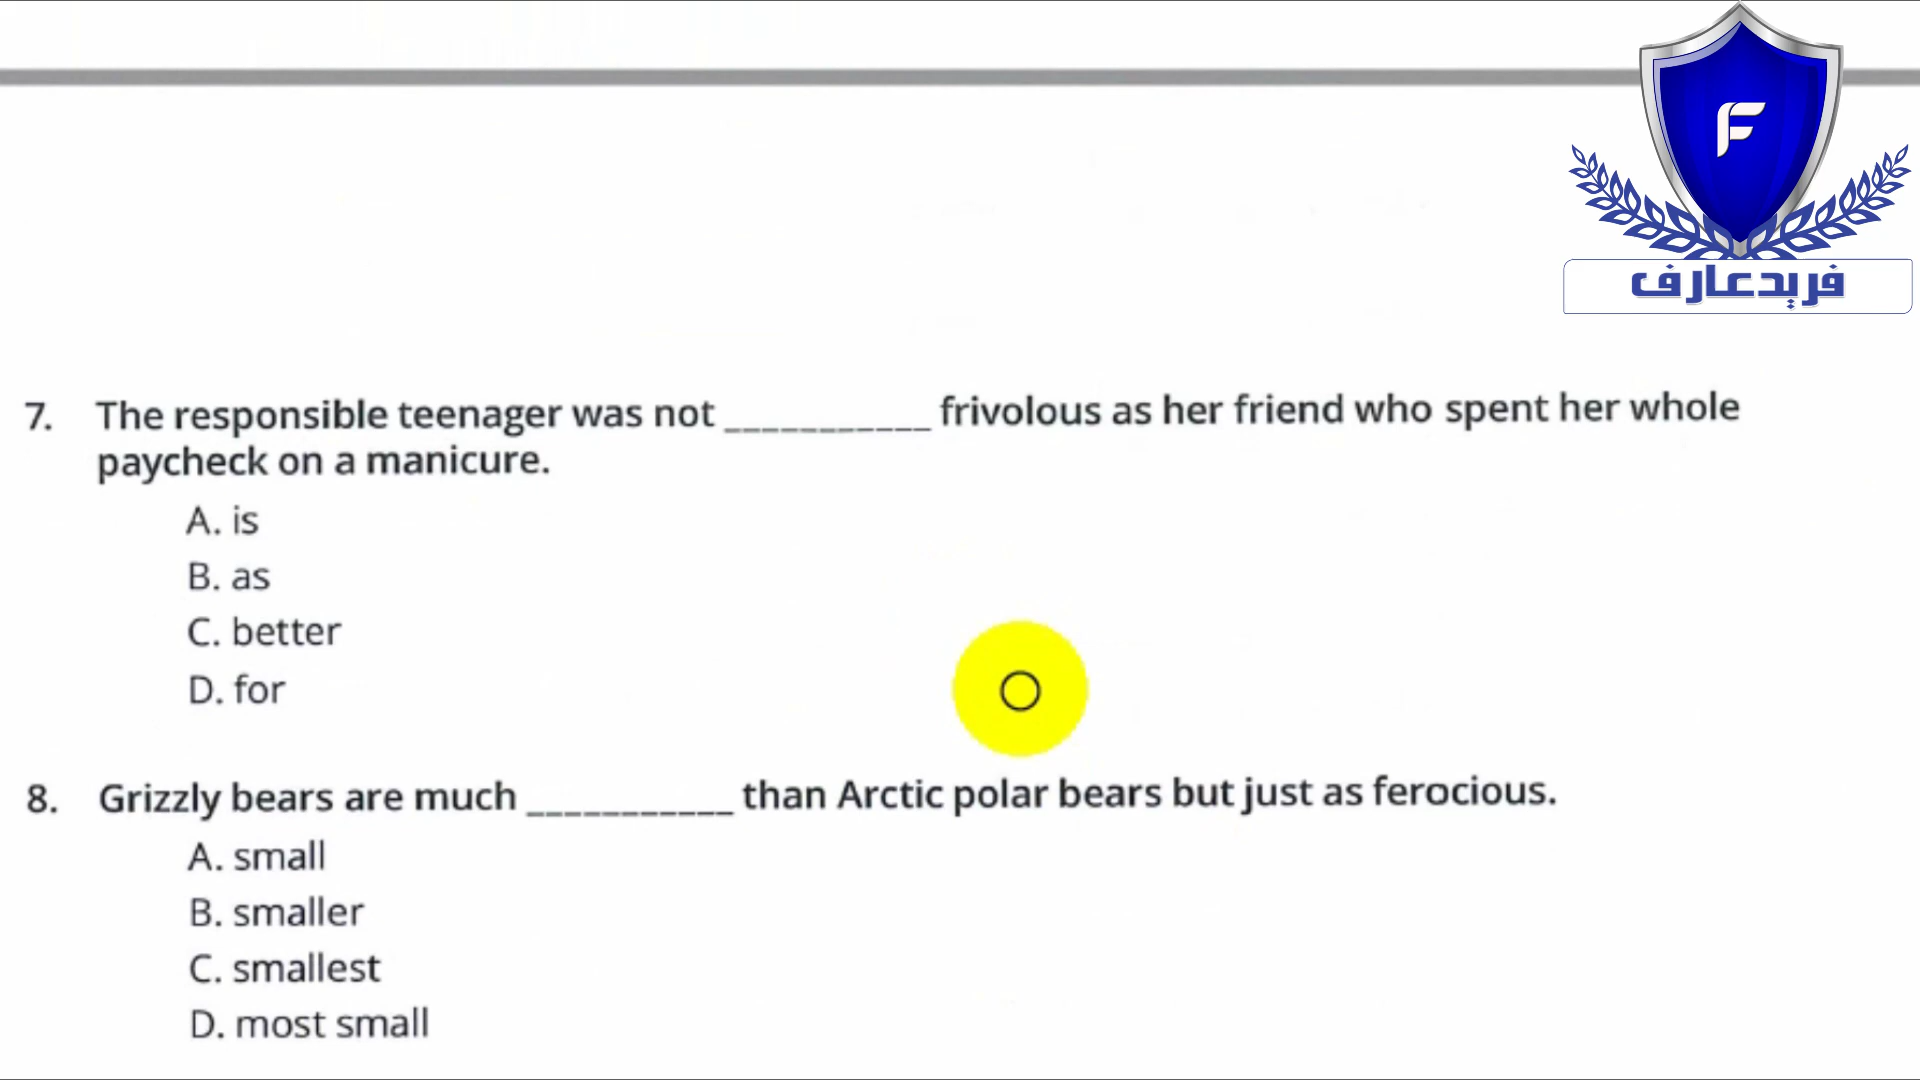 F
فريدعارف
7. The responsible teenager was not ___________ frivolous as her friend who spent her whole
paycheck on a manicure.
A. is
B. as
C. better
D. for
8. Grizzly bears are much ___________ than Arctic polar bears but just as ferocious.
A. small
B. smaller
C. smallest
D. most small